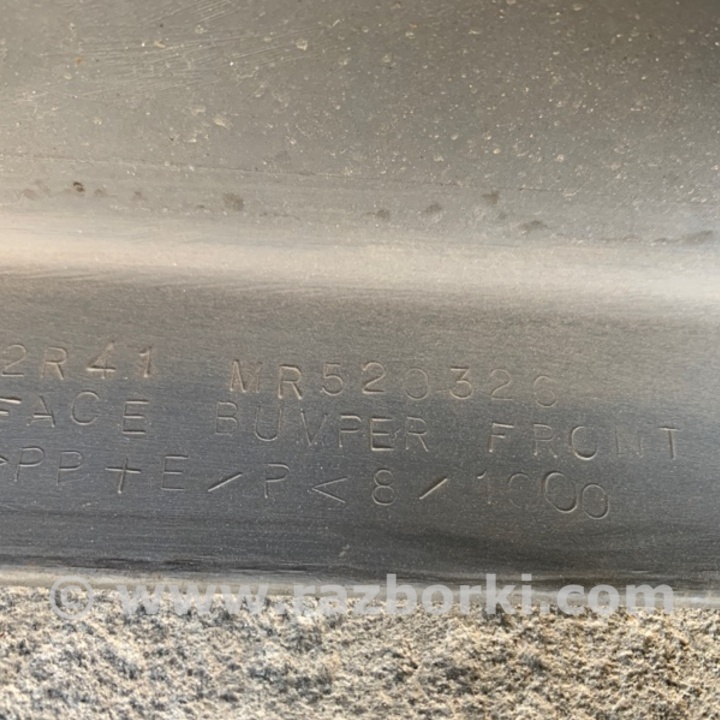 2R41 MR520326
FACE BUMPER FRONT
>PP+E/P<8/1000
© www.razborki.com